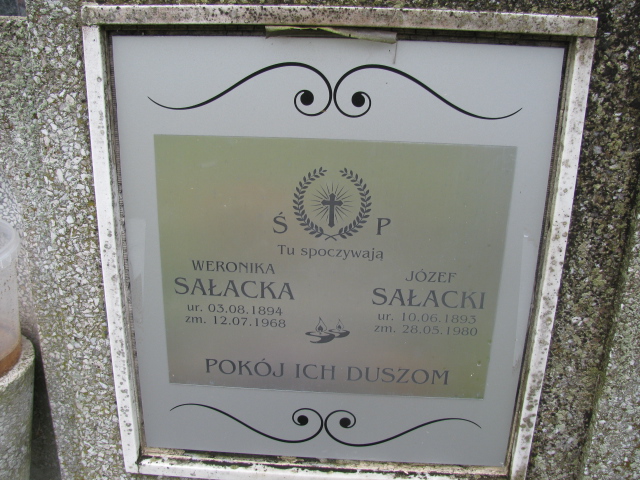 Ś P
Tu spoczywają
WERONIKA
SAŁACKA
ur. 03.08.1894
zm. 12.07.1968
JÓZEF
SAŁACKI
ur. 10.06.1893
zm. 28.05.1980
POKÓJ ICH DUSZOM